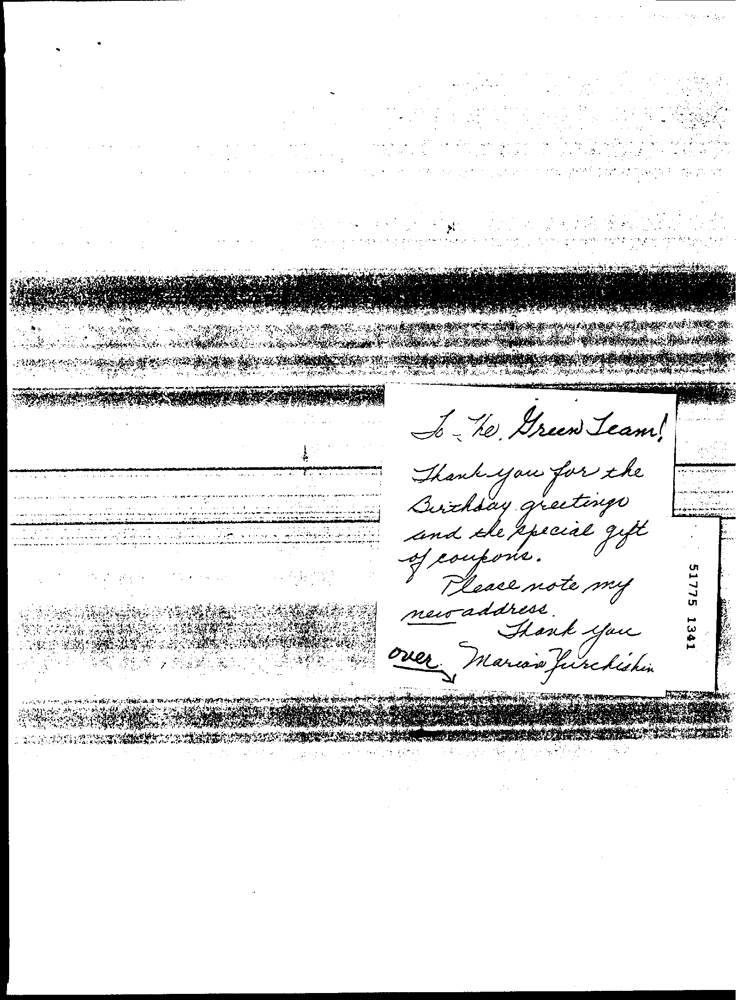 To The Green Team!
Thank you for the
Birthday greetings
and the special gift
of coupons.
Please note my
new address.
Thank you
over Marian Yurchishin
51775 1341